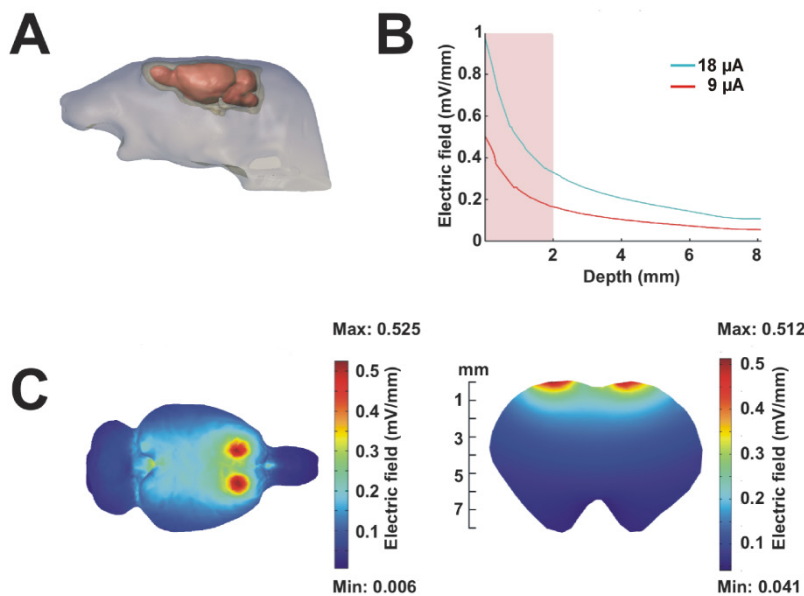 A
B
1
0.8
0.6
0.4
0.2
0
Electric field (mV/mm)
18 µA
9 µA
0
2
4
6
8
Depth (mm)
C
Max: 0.525
0.5
0.4
0.3
0.2
0.1
Electric field (mV/mm)
Min: 0.006
mm
1
3
5
7
Max: 0.512
0.5
0.4
0.3
0.2
0.1
Electric field (mV/mm)
Min: 0.041